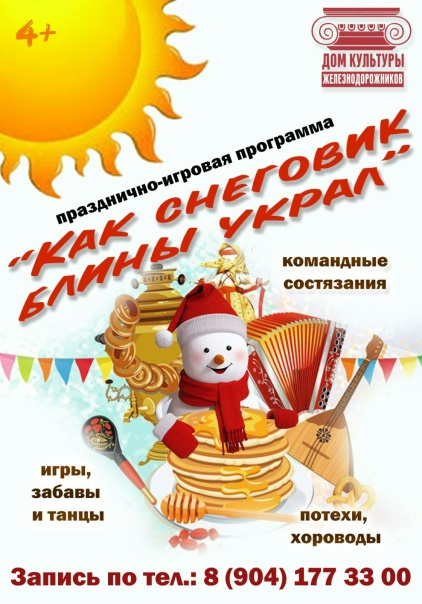 4+
ДОМ КУЛЬТУРЫ
ЖЕЛЕЗНОДОРОЖНИКОВ
празднично-игровая программа
“КАК СНЕГОВИК
БЛИНЫ УКРАЛ”
командные
состязания
игры,
забавы
и танцы
потехи,
хороводы
Запись по тел.: 8 (904) 177 33 00